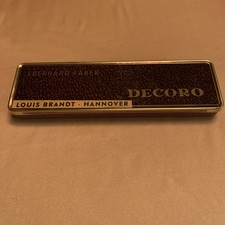 EBERHARD FABER
DECORO
LOUIS BRANDT · HANNOVER